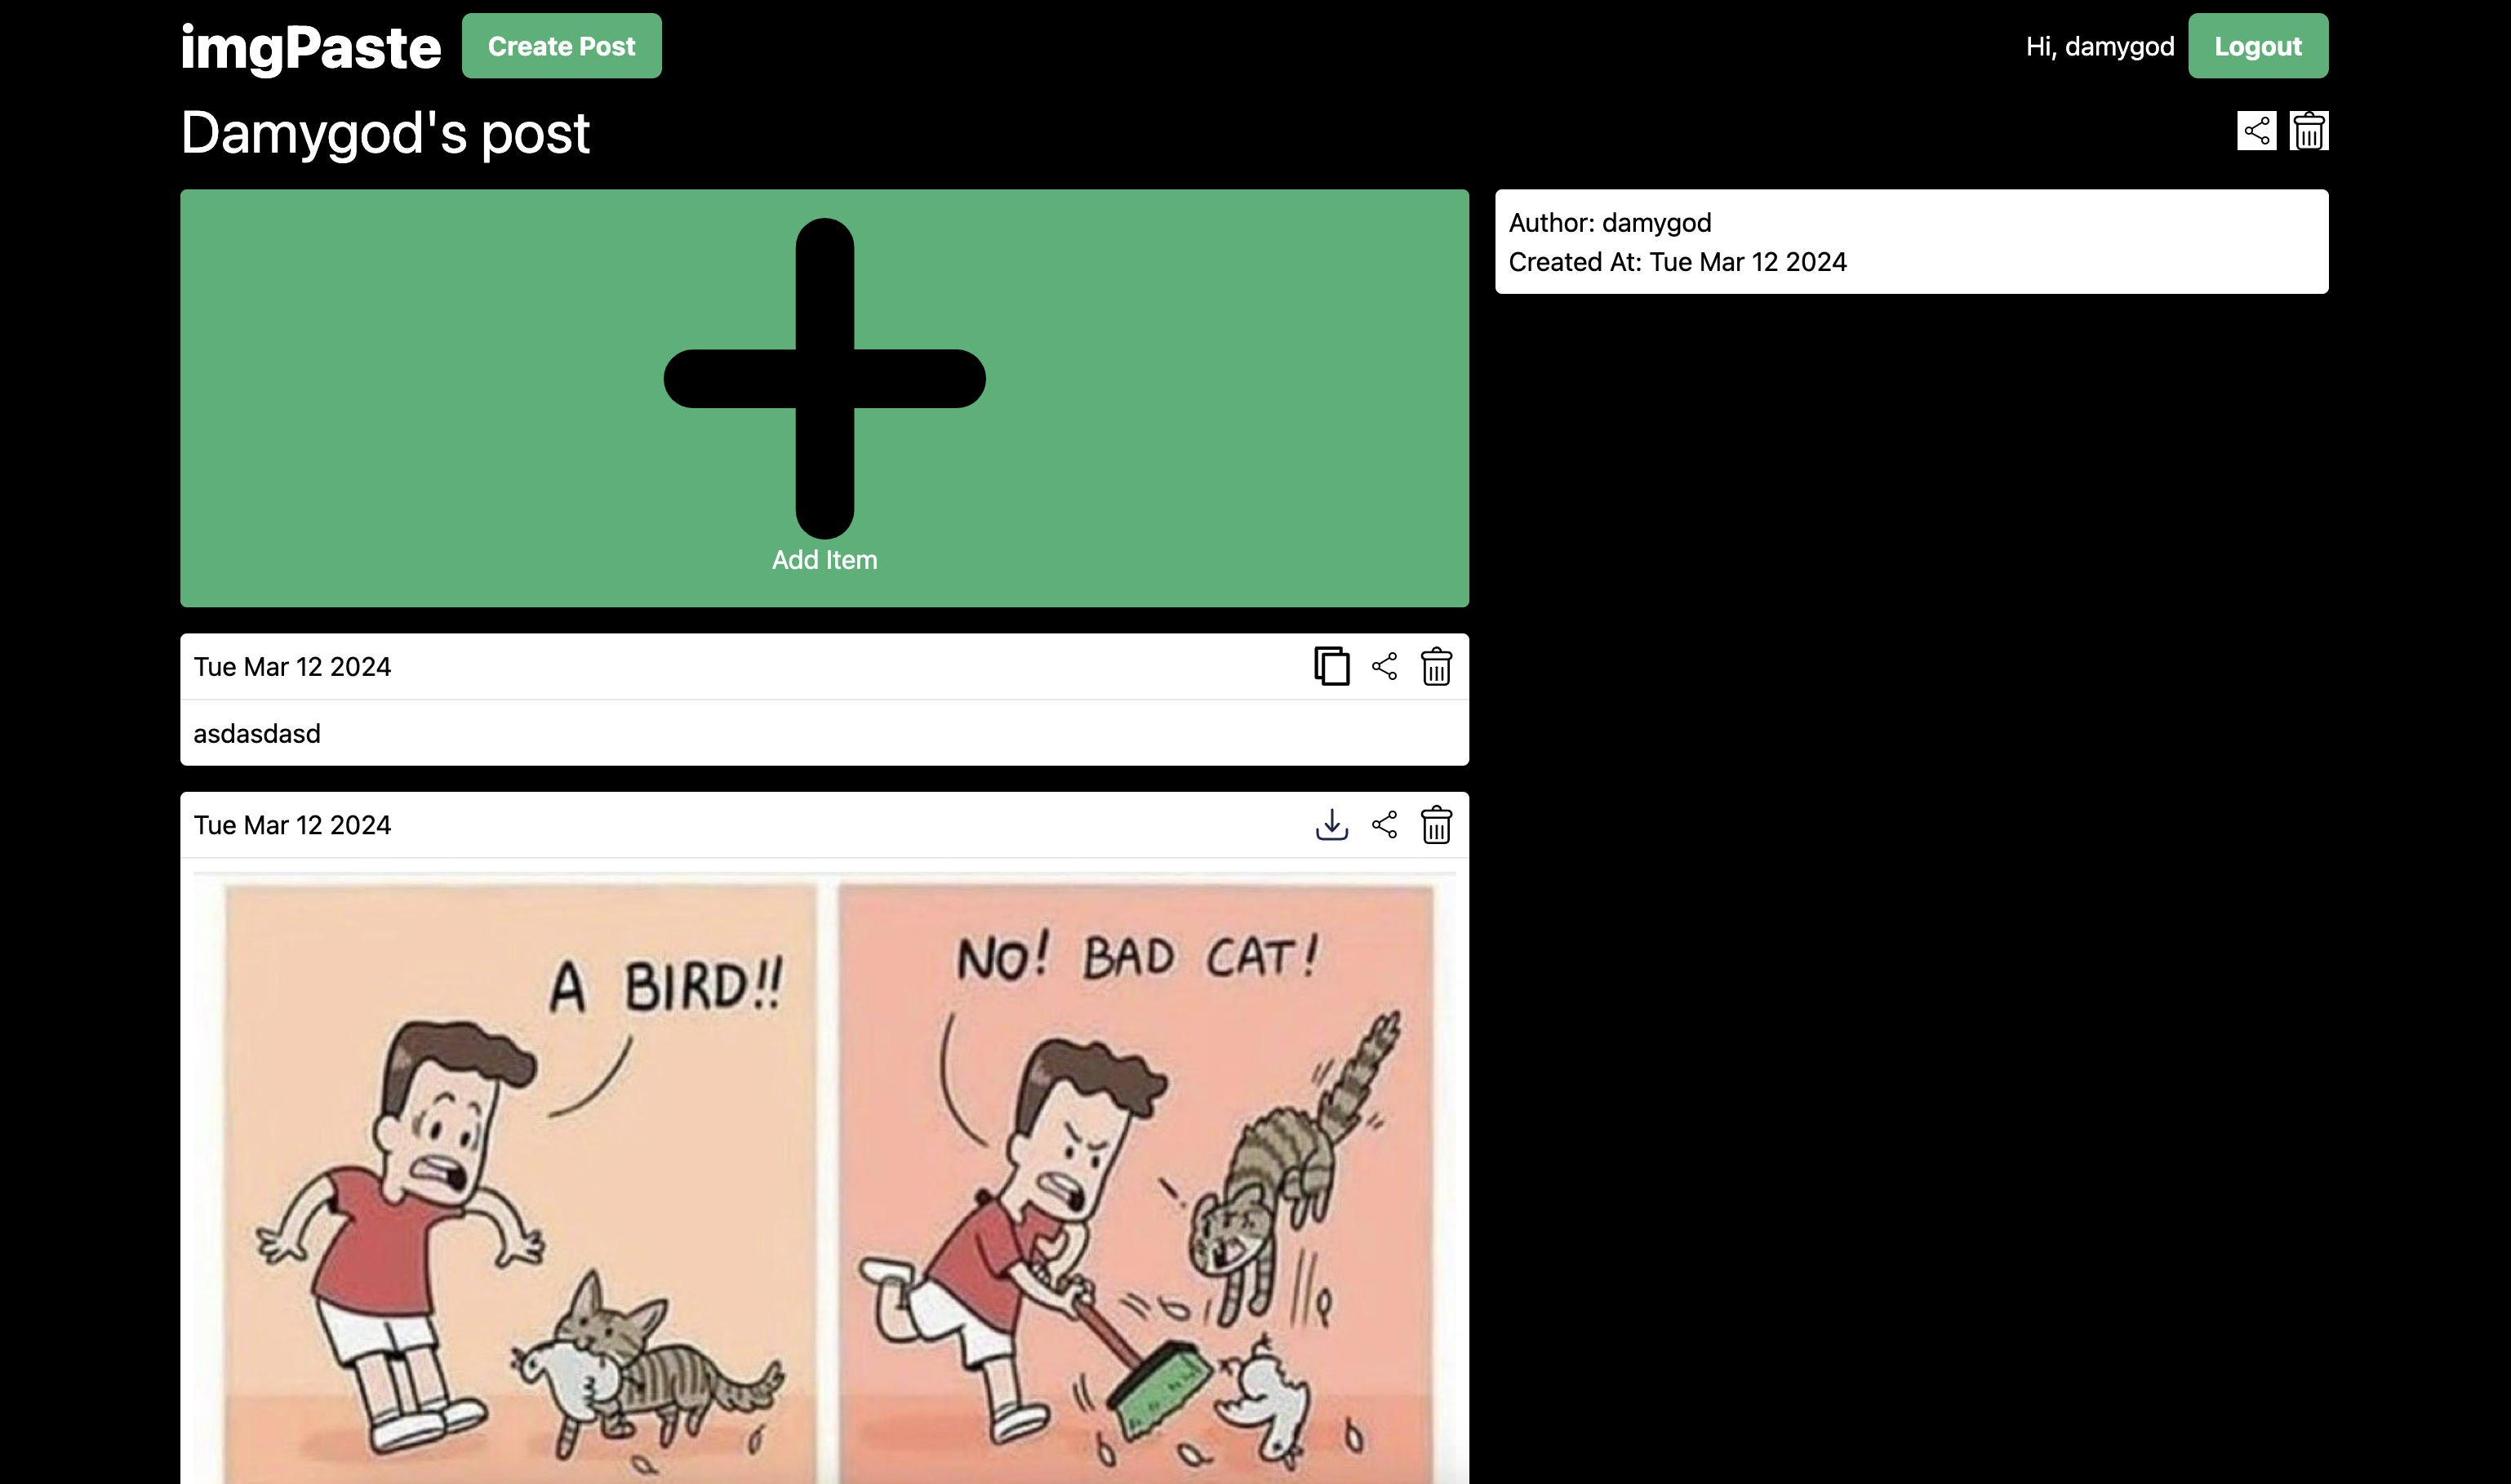 imgPaste
Create Post
Hi, damygod
Logout
Damygod's post
Add Item
Author: damygod
Created At: Tue Mar 12 2024
Tue Mar 12 2024
asdasdasd
Tue Mar 12 2024
A BIRD!!
NO! BAD CAT!